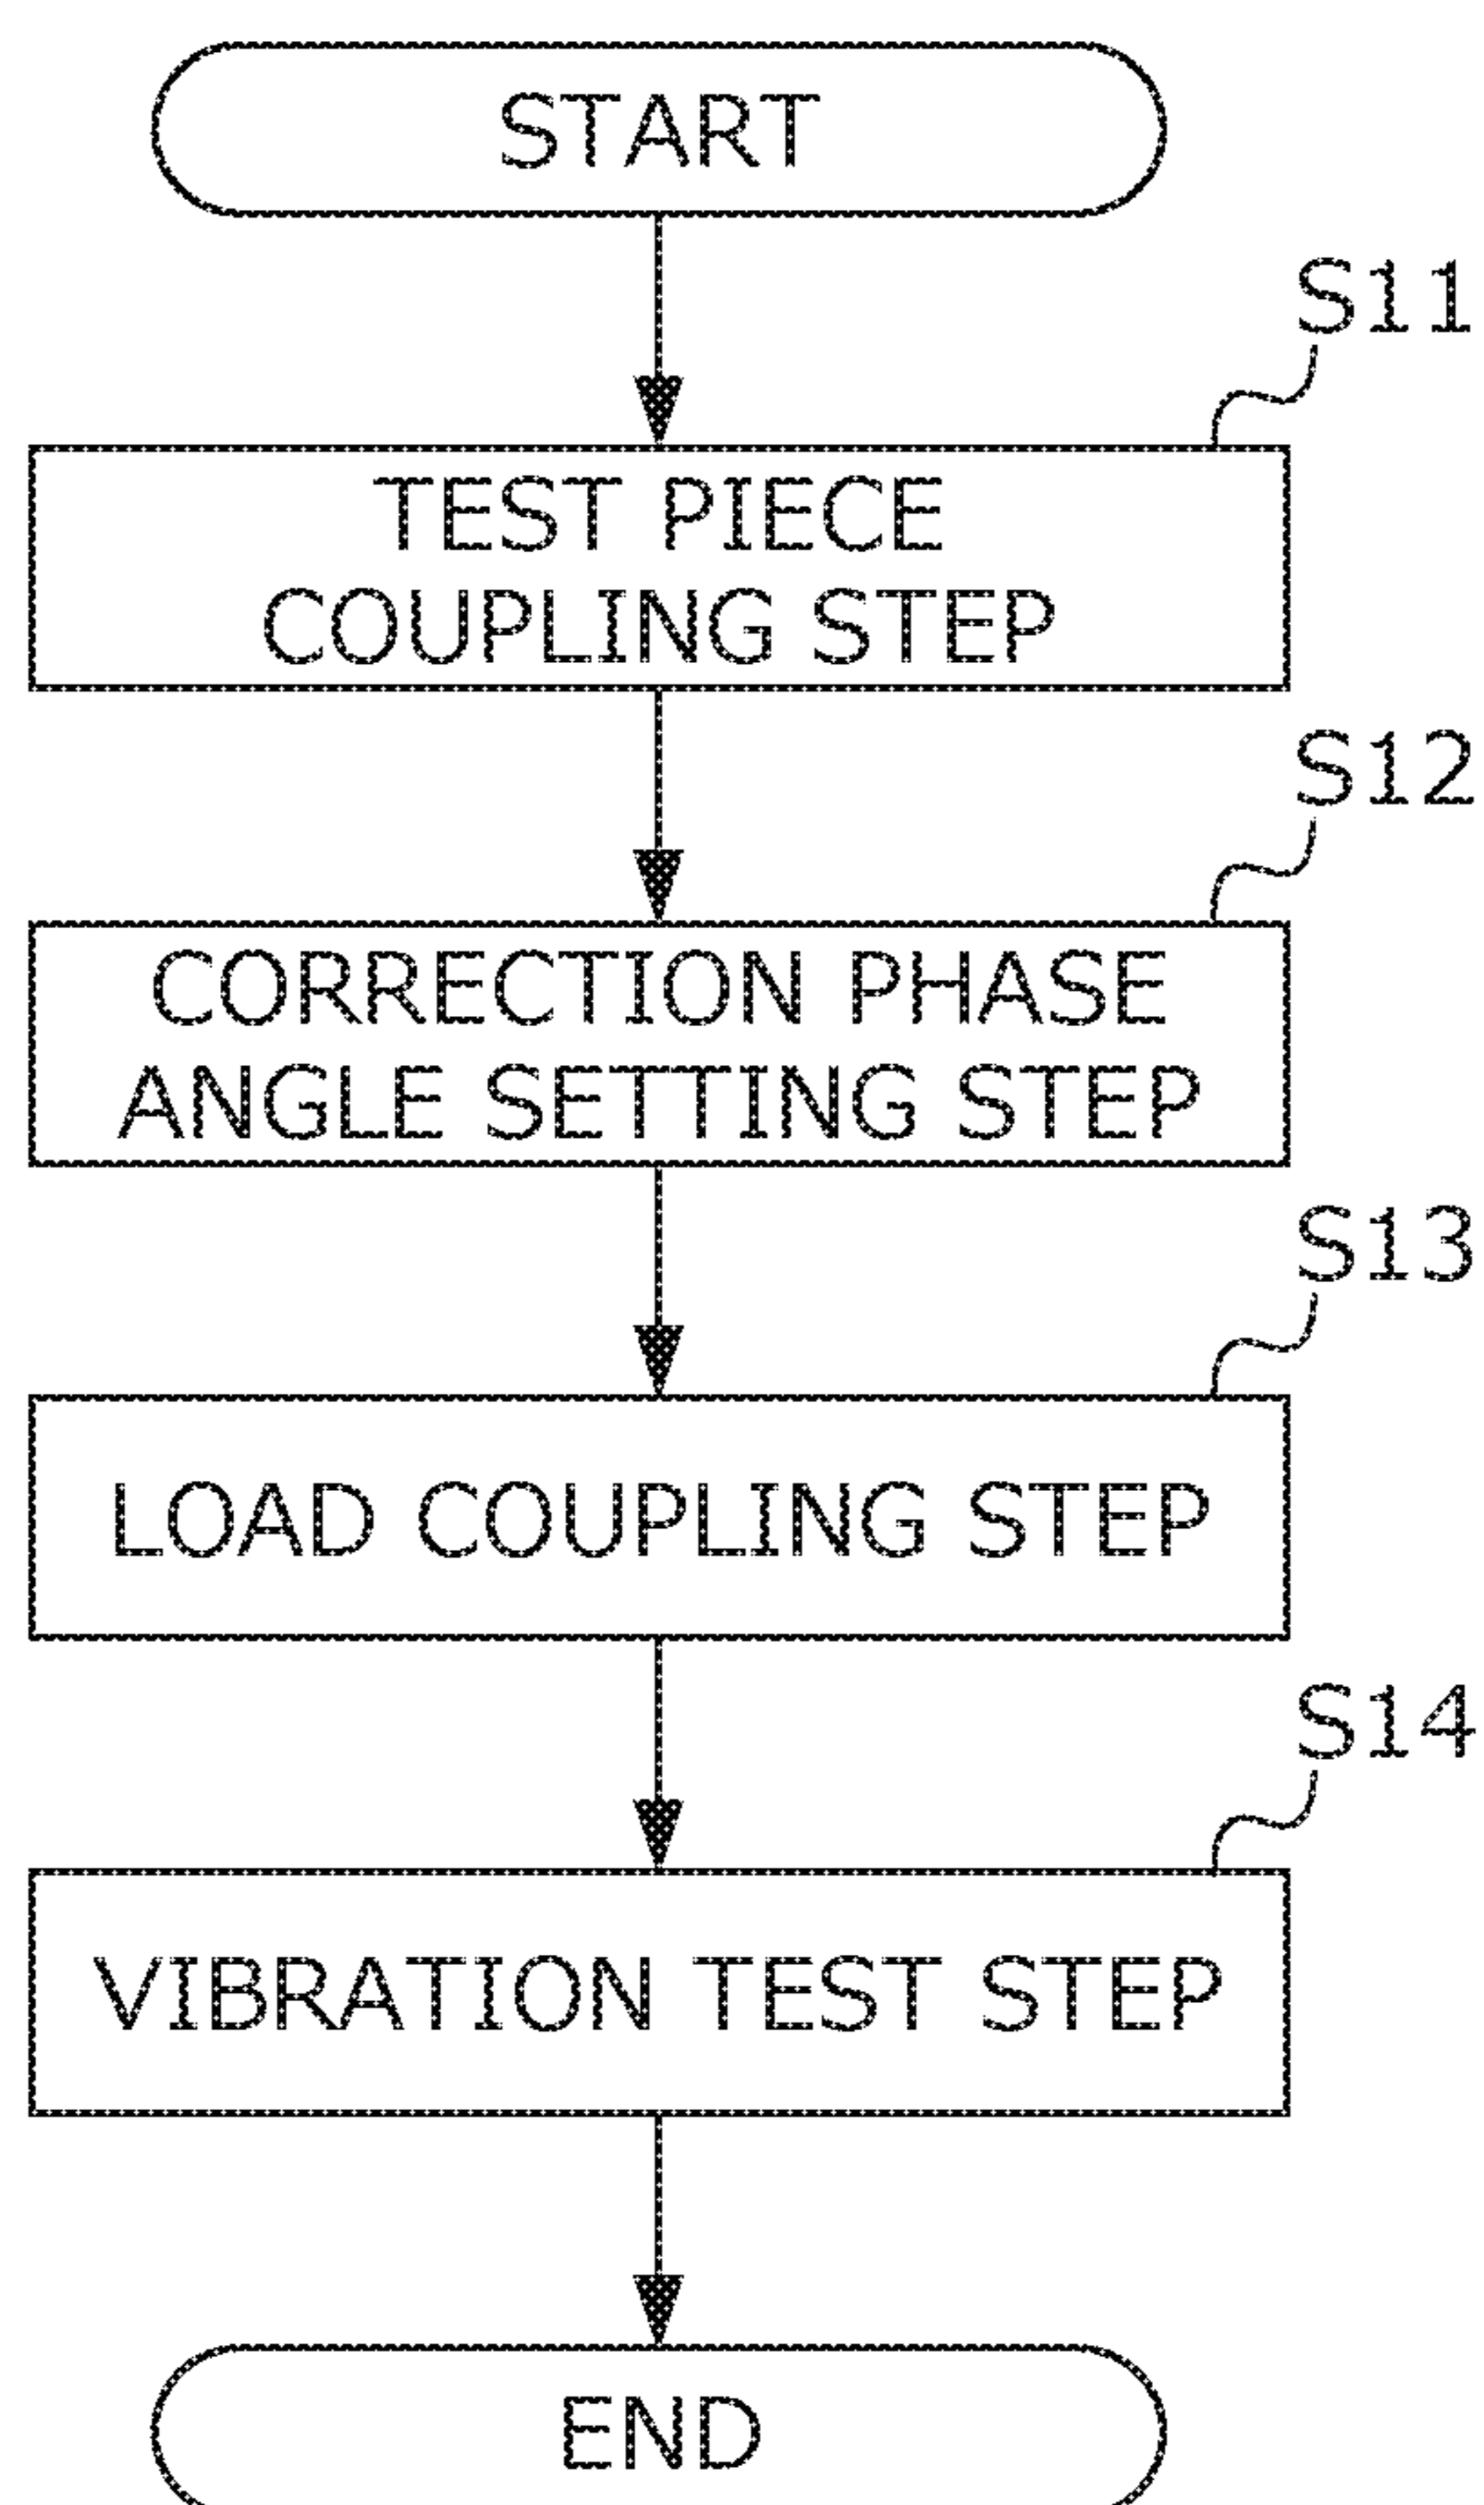 START
S11
TEST PIECE
COUPLING STEP
S12
CORRECTION PHASE
ANGLE SETTING STEP
S13
LOAD COUPLING STEP
S14
VIBRATION TEST STEP
END